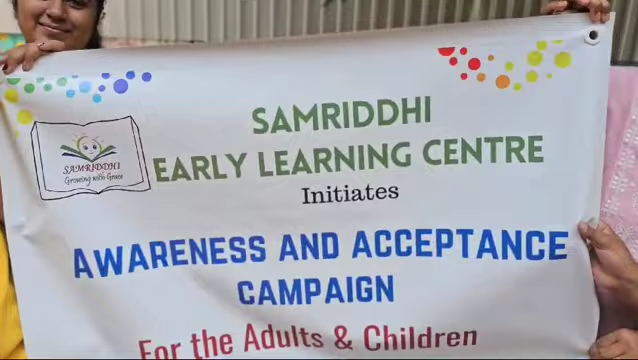 SAMRIDDHI
EARLY LEARNING CENTRE
Initiates
SAMRIDDHI
Growing with Grace
AWARENESS AND ACCEPTANCE
CAMPAIGN
For the Adults & Children